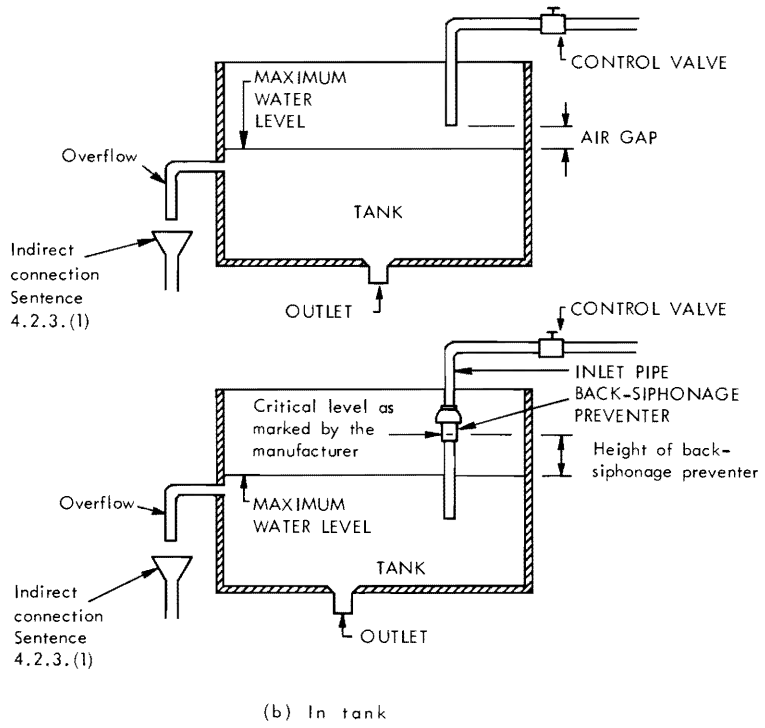 CONTROL VALVE
MAXIMUM
WATER
LEVEL
AIR GAP
Overflow
TANK
Indirect
connection
Sentence
4.2.3.(1)
OUTLET
CONTROL VALVE
INLET PIPE
BACK-SIPHONAGE
PREVENTER
Critical level as
marked by the
manufacturer
Height of back-
siphonage preventer
Overflow
MAXIMUM
WATER LEVEL
TANK
Indirect
connection
Sentence
4.2.3.(1)
OUTLET
(b) In tank